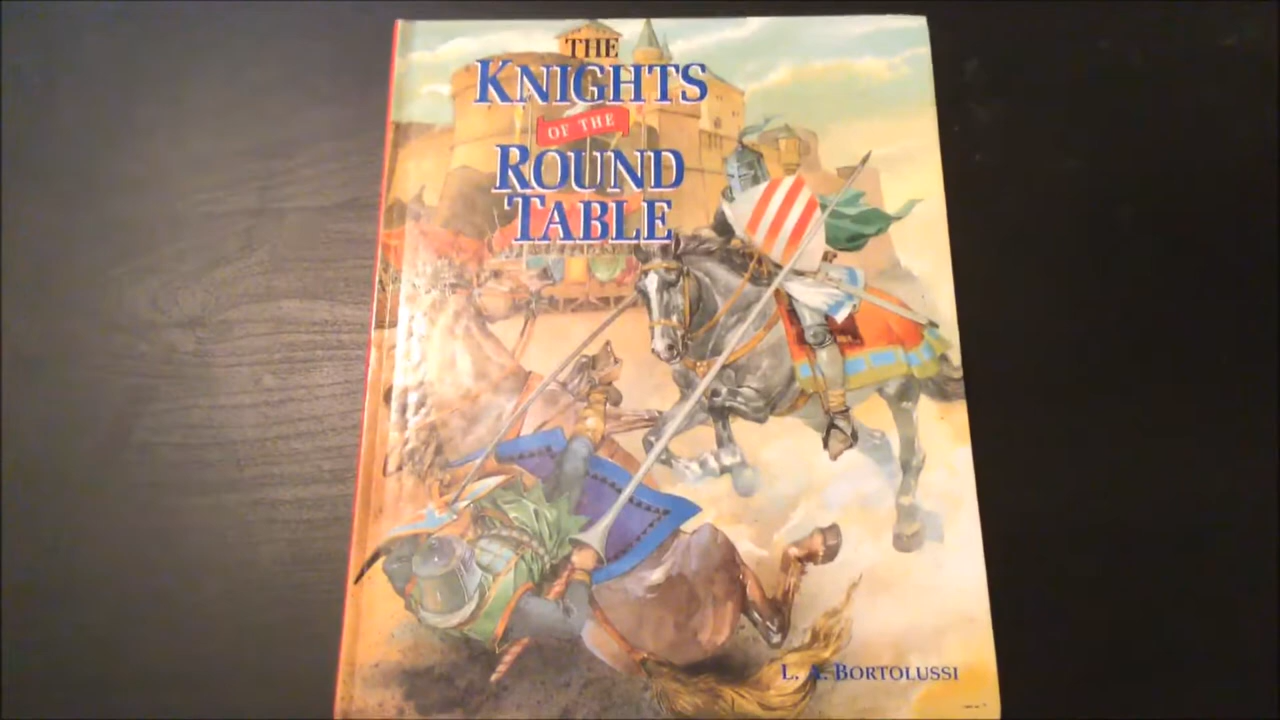 THE
KNIGHTS
OF THE
ROUND
TABLE
L. A. BORTOLUSSI